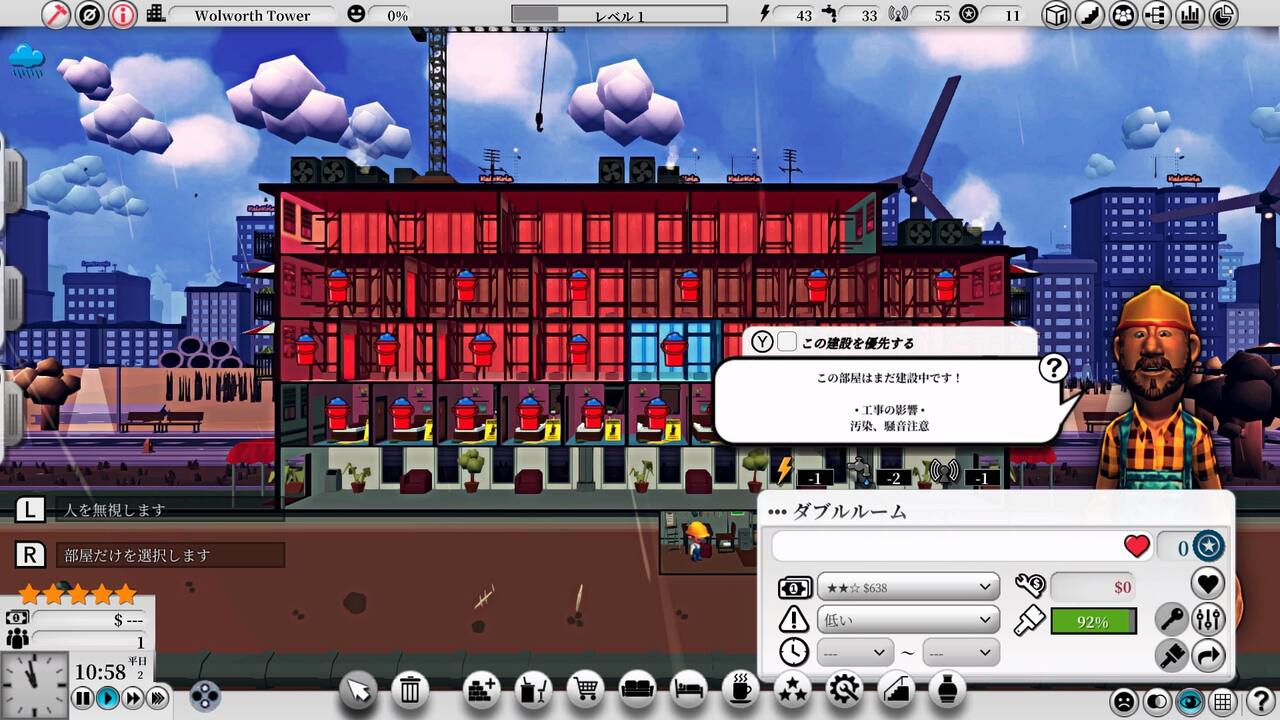 Wolworth Tower
0%
レベル 1
43
33
55
11
KalaKola
KalaKola
KalaKola
Y この建設を優先する
?
この部屋はまだ建設中です！
・工事の影響・
汚染、騒音注意
-1
-2
-1
L 人を無視します
R 部屋だけを選択します
••• ダブルルーム
0
★★☆ $638
$0
低い
92%
---
~
---
$ ---
1
10:58
平日
2
?